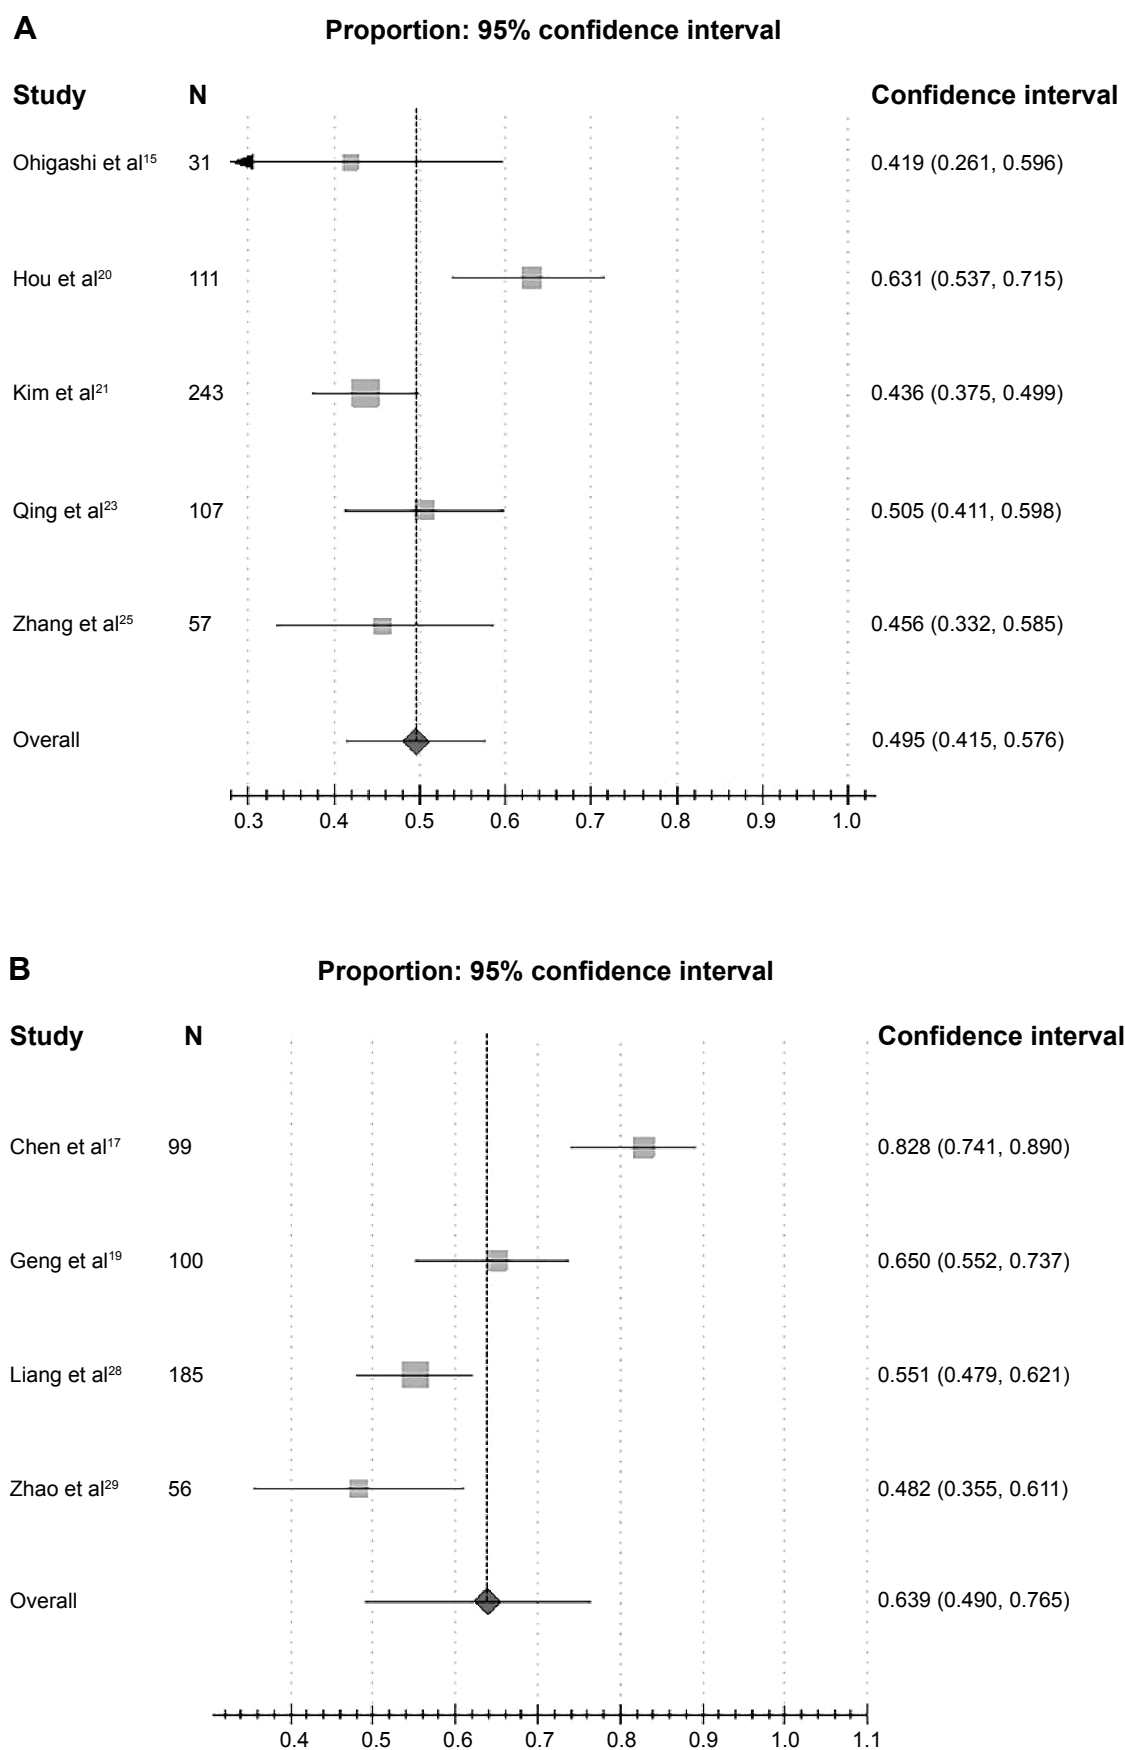 A
Proportion: 95% confidence interval
Study N Confidence interval
Ohigashi et al15 31 0.419 (0.261, 0.596)
Hou et al20 111 0.631 (0.537, 0.715)
Kim et al21 243 0.436 (0.375, 0.499)
Qing et al23 107 0.505 (0.411, 0.598)
Zhang et al25 57 0.456 (0.332, 0.585)
Overall 0.495 (0.415, 0.576)
0.3 0.4 0.5 0.6 0.7 0.8 0.9 1.0
B
Proportion: 95% confidence interval
Study N Confidence interval
Chen et al17 99 0.828 (0.741, 0.890)
Geng et al19 100 0.650 (0.552, 0.737)
Liang et al28 185 0.551 (0.479, 0.621)
Zhao et al29 56 0.482 (0.355, 0.611)
Overall 0.639 (0.490, 0.765)
0.4 0.5 0.6 0.7 0.8 0.9 1.0 1.1